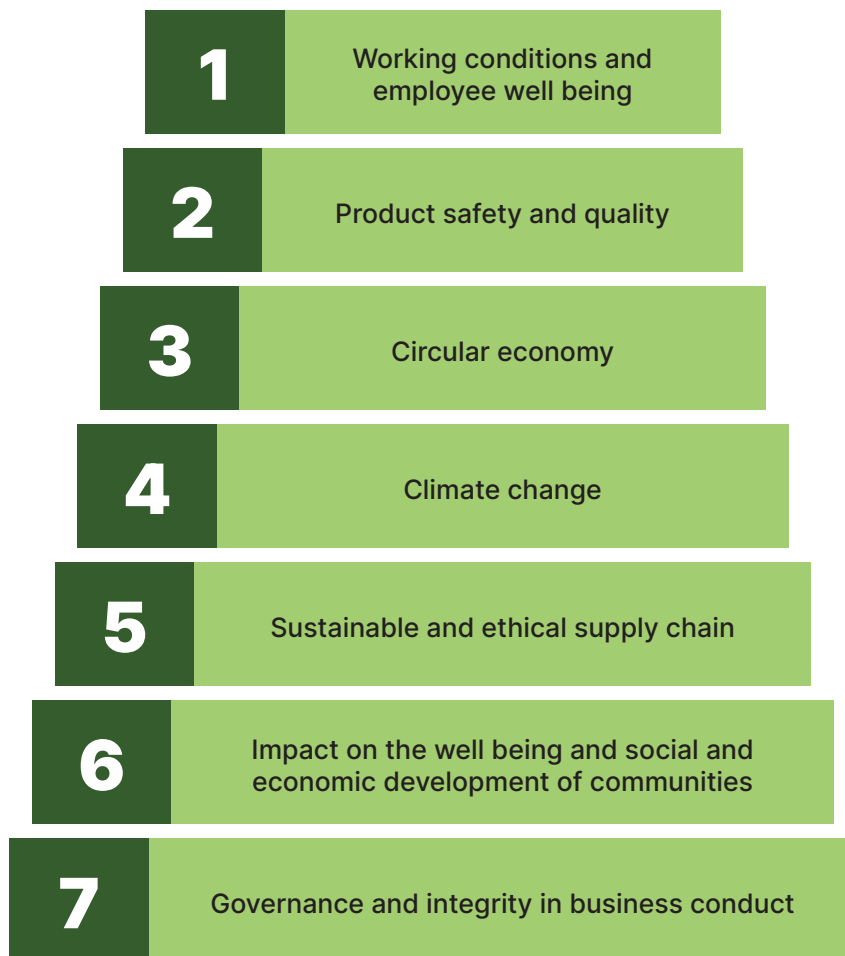 1
Working conditions and
employee well being
2
Product safety and quality
3
Circular economy
4
Climate change
5
Sustainable and ethical supply chain
6
Impact on the well being and social and
economic development of communities
7
Governance and integrity in business conduct